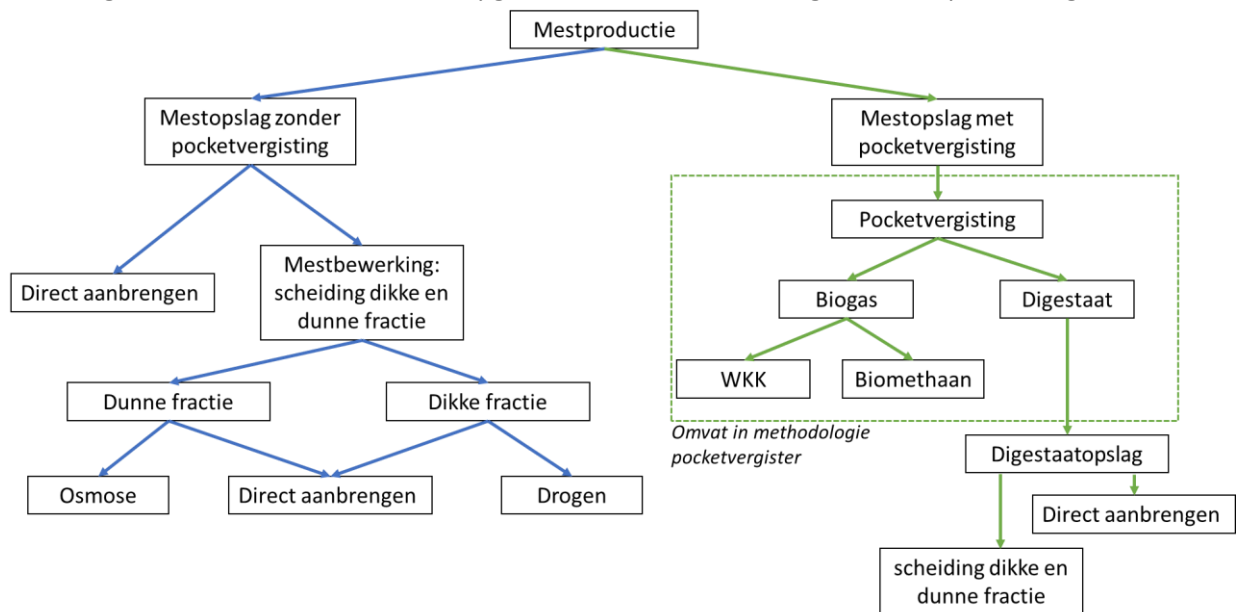 Mestproductie
Mestopslag zonder
pocketvergisting
Mestopslag met
pocketvergisting
Pocketvergisting
Direct aanbrengen
Mestbewerking:
scheiding dikke en
dunne fractie
Biogas
Digestaat
WKK
Biomethaan
Dunne fractie
Dikke fractie
Omvat in methodologie
pocketvergister
Digestaatopslag
Osmose
Direct aanbrengen
Drogen
Direct aanbrengen
scheiding dikke en
dunne fractie